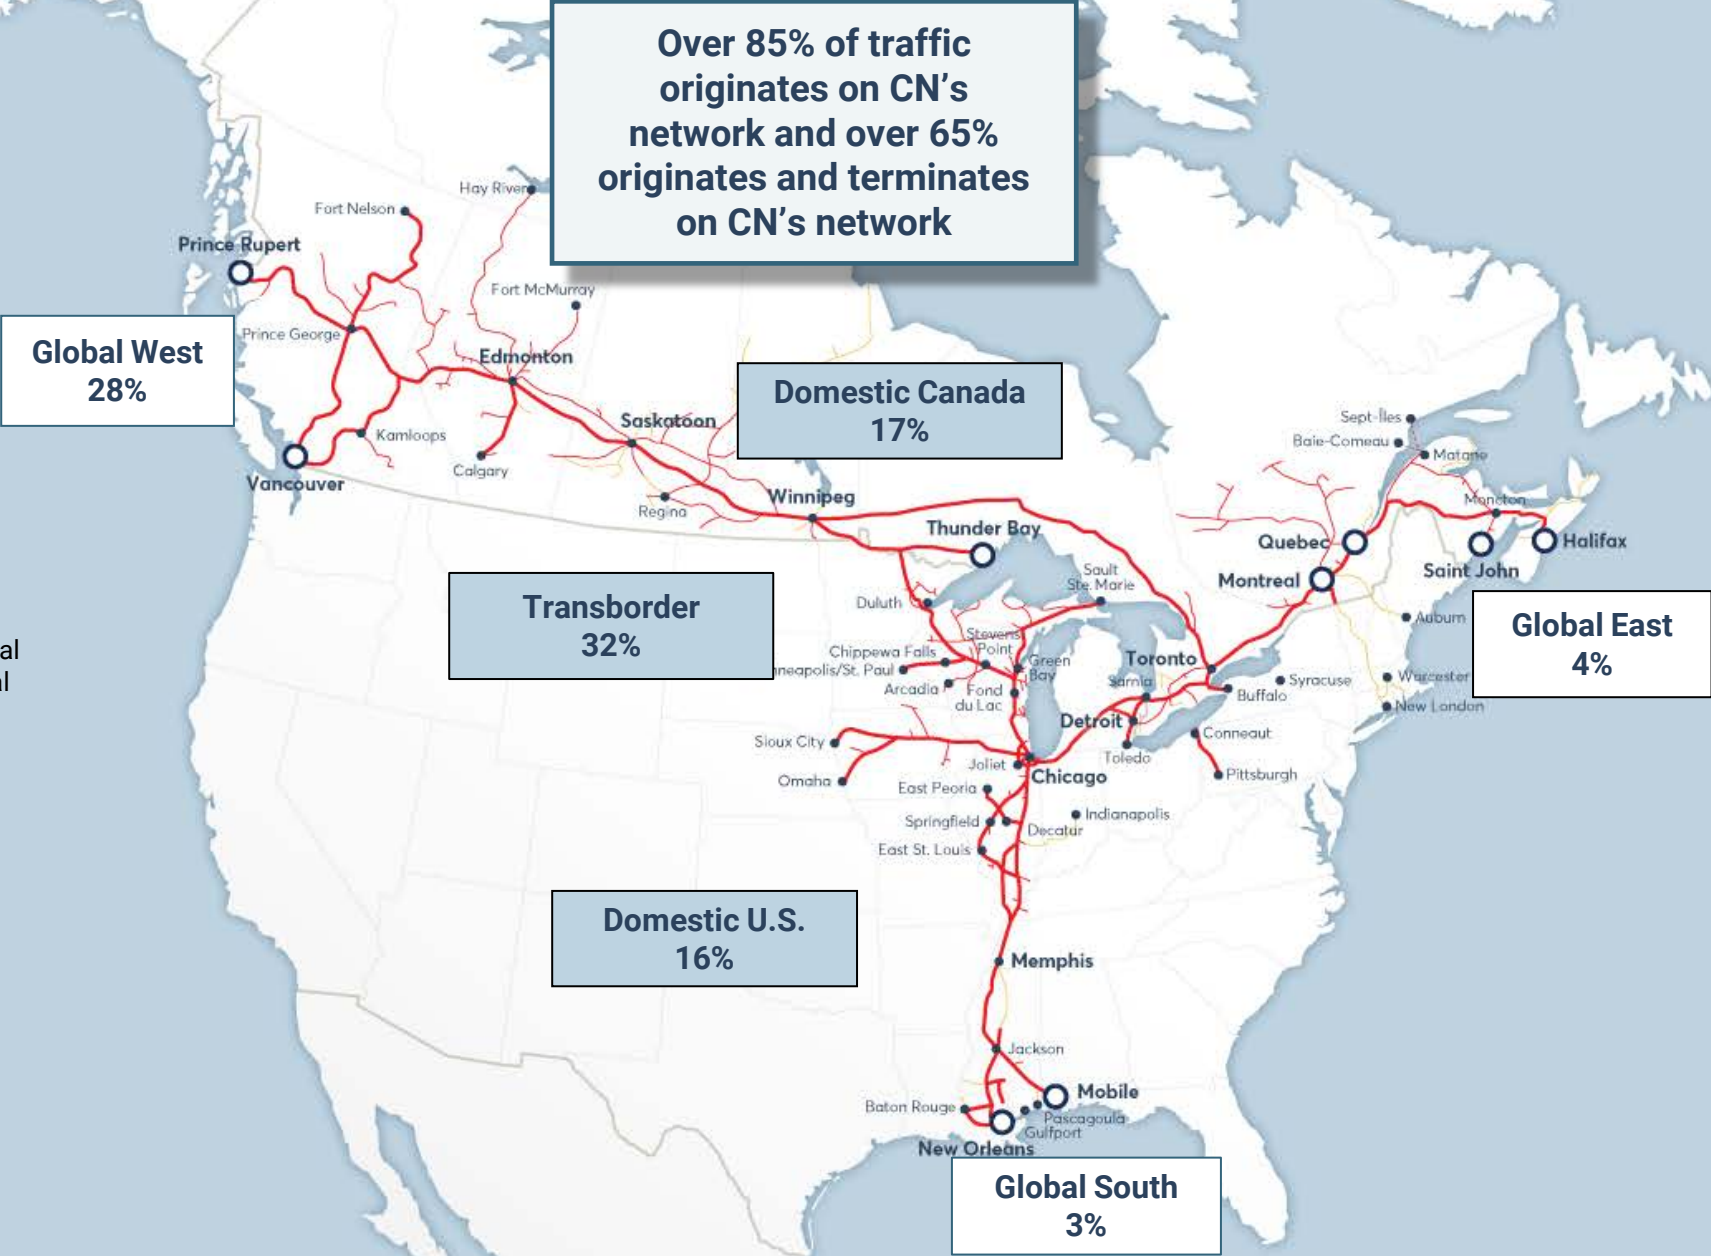 Over 85% of traffic
originates on CN’s
network and over 65%
originates and terminates
on CN’s network
Hay River
Fort Nelson
Prince Rupert
Fort McMurray
Prince George
Global West
28%
Edmonton
Domestic Canada
17%
Saskatoon
Kamloops
Calgary
Vancouver
Regina
Winnipeg
Thunder Bay
Sept-Îles
Baie-Comeau
Matane
Moncton
Quebec
Halifax
Saint John
Montreal
Sault
Ste. Marie
Duluth
Transborder
32%
Auburn
Global East
4%
Stevens
Point
Chippewa Falls
nneapolis/St. Paul
Green
Bay
Arcadia
Fond
du Lac
Toronto
Sarnia
Buffalo
Syracuse
Worcester
New London
al
al
Detroit
Toledo
Conneaut
Pittsburgh
Sioux City
Omaha
Joliet
Chicago
East Peoria
Springfield
Decatur
Indianapolis
East St. Louis
Domestic U.S.
16%
Memphis
Jackson
Baton Rouge
Mobile
Pascagoula
Gulfport
New Orleans
Global South
3%